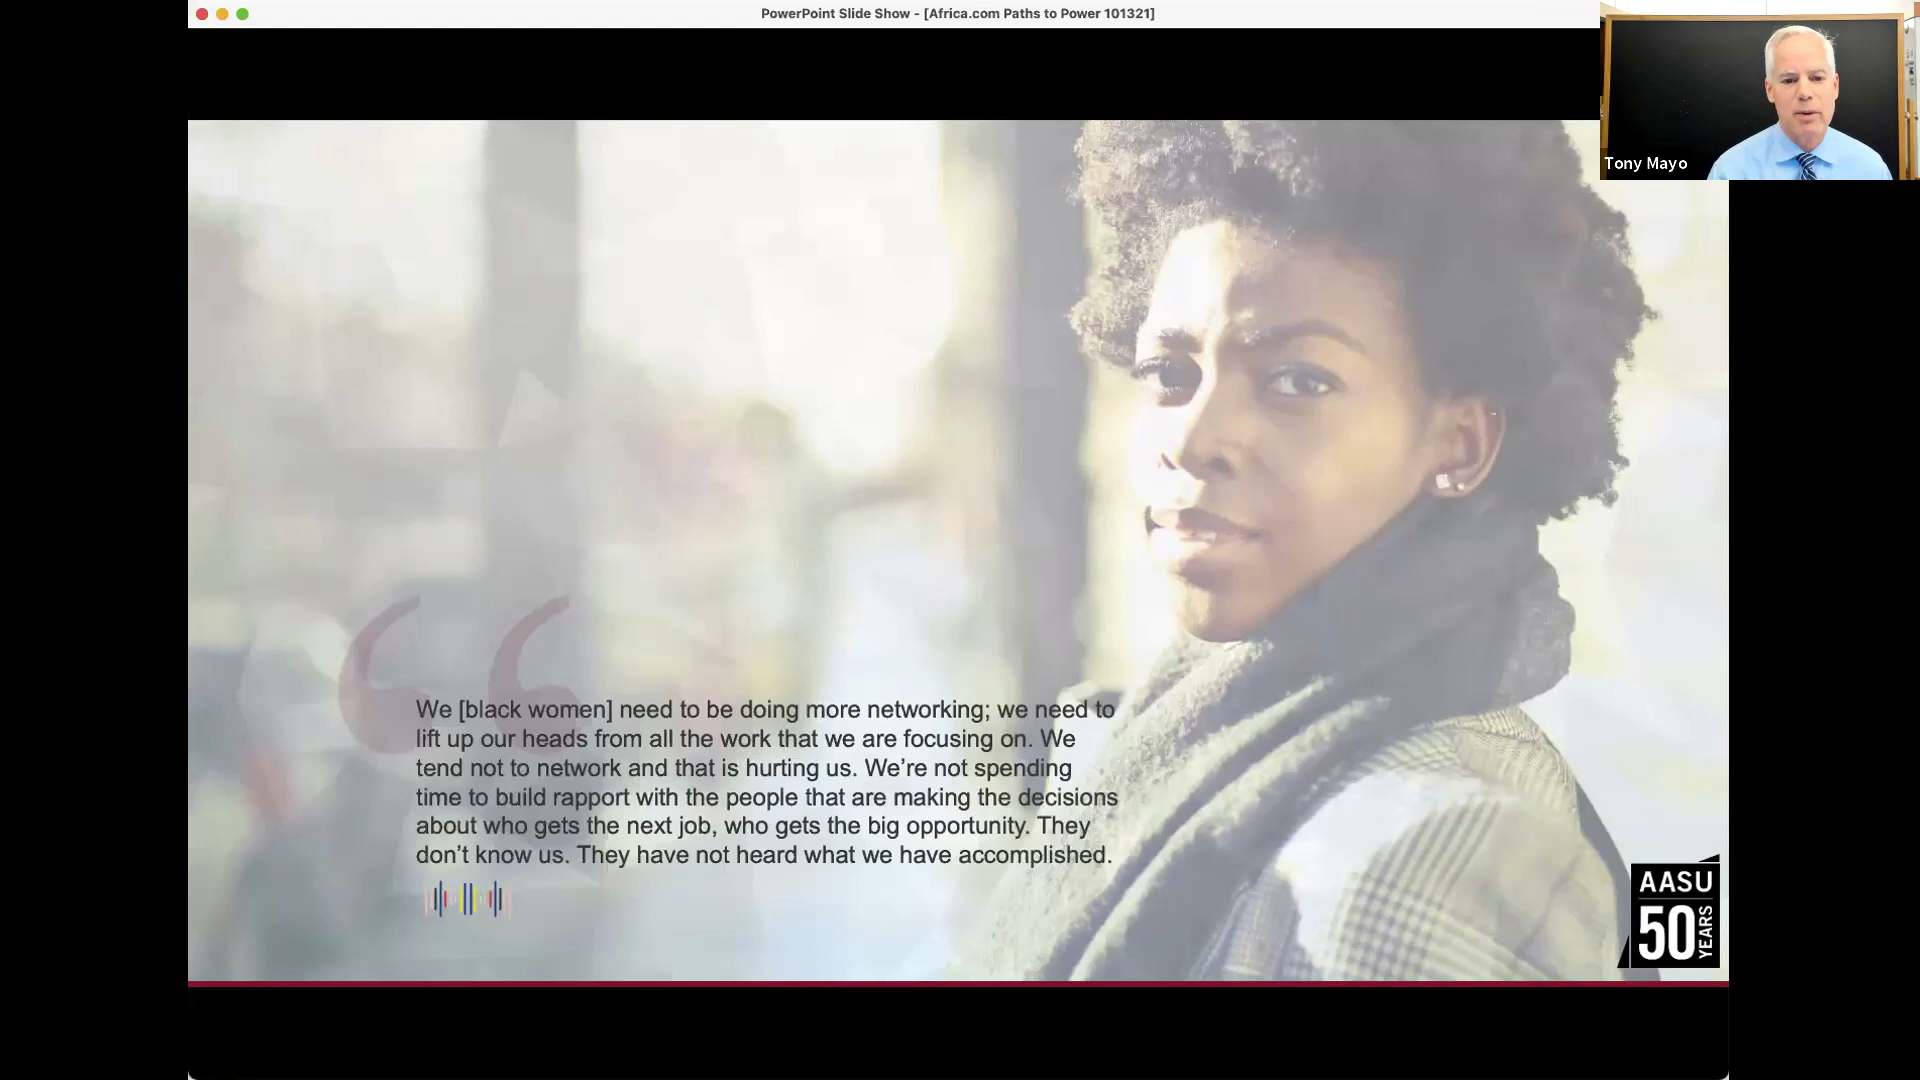 PowerPoint Slide Show - [Africa.com Paths to Power 101321]
Tony Mayo
We [black women] need to be doing more networking; we need to
lift up our heads from all the work that we are focusing on. We
tend not to network and that is hurting us. We’re not spending
time to build rapport with the people that are making the decisions
about who gets the next job, who gets the big opportunity. They
don’t know us. They have not heard what we have accomplished.
AASU
50 YEARS